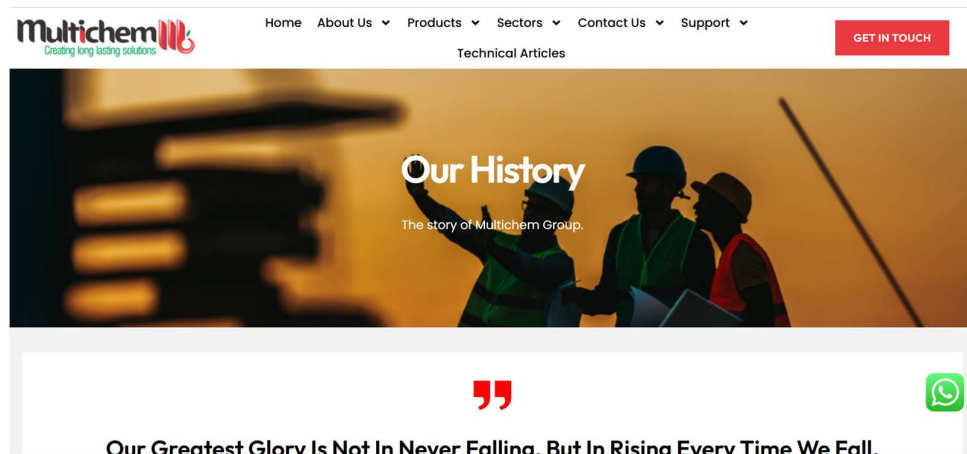 Multichem
Creating long lasting solutions
Home About Us Products Sectors Contact Us Support
Technical Articles
GET IN TOUCH
Our History
The story of Multichem Group.
Our Greatest Glory Is Not In Never Falling, But In Rising Every Time We Fall.